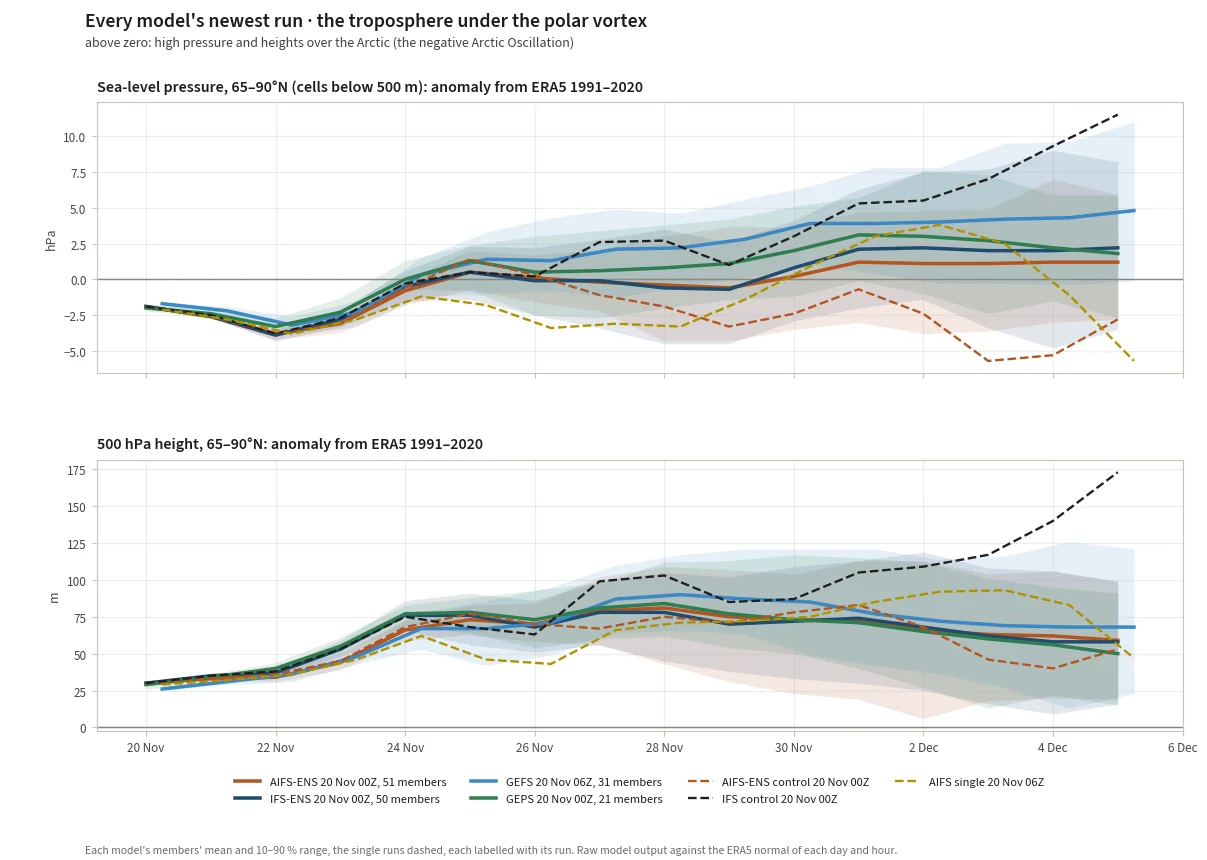 Every model's newest run · the troposphere under the polar vortex
above zero: high pressure and heights over the Arctic (the negative Arctic Oscillation)
Sea-level pressure, 65–90°N (cells below 500 m): anomaly from ERA5 1991–2020
10.0
7.5
5.0
2.5
0.0
−2.5
−5.0
hPa
500 hPa height, 65–90°N: anomaly from ERA5 1991–2020
175
150
125
100
75
50
25
0
m
20 Nov 22 Nov 24 Nov 26 Nov 28 Nov 30 Nov 2 Dec 4 Dec 6 Dec
AIFS-ENS 20 Nov 00Z, 51 members GEFS 20 Nov 06Z, 31 members AIFS-ENS control 20 Nov 00Z AIFS single 20 Nov 06Z
IFS-ENS 20 Nov 00Z, 50 members GEPS 20 Nov 00Z, 21 members IFS control 20 Nov 00Z
Each model's members' mean and 10–90 % range, the single runs dashed, each labelled with its run. Raw model output against the ERA5 normal of each day and hour.